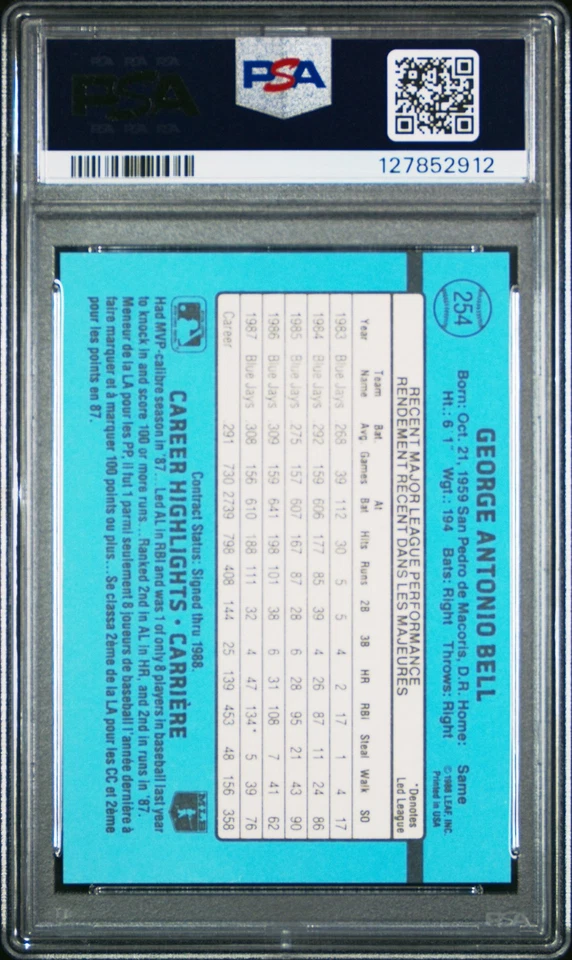 PSA
PSA
127852912
254
GEORGE ANTONIO BELL
Born: Oct. 21, 1959 San Pedro de Macoris, D.R. Home: Same
Ht.: 6'1" Wgt.: 194 Bats: Right Throws: Right
© 1988 LEAF, INC.
Printed in USA
RECENT MAJOR LEAGUE PERFORMANCE
RENDEMENT RÉCENT DANS LES MAJEURES
*Denotes
Led League
Year Team Name Bat. Avg. Games At Bat Hits Runs 2B 3B HR RBI Steal Walk SO
1983 Blue Jays 268 39 112 30 5 5 4 2 17 1 4 17
1984 Blue Jays 292 159 606 177 85 39 4 26 87 11 24 86
1985 Blue Jays 275 157 607 167 87 28 6 28 95 21 43 90
1986 Blue Jays 309 159 641 198 101 38 6 31 108 7 41 62
1987 Blue Jays 308 156 610 188 111 32 4 47 134* 5 39 76
Career 291 730 2739 798 408 144 25 139 453 48 156 358
Contract Status: Signed thru 1988.
CAREER HIGHLIGHTS • CARRIÈRE
Had MVP-calibre season in '87...Led AL in RBI and was 1 of only 8 players in baseball last year
to knock in and score 100 or more runs...Ranked 2nd in AL in HR, and 2nd in runs in '87.
Meneur de la LA pour les PP, il fut 1 parmi seulement 8 joueurs de baseball l'année dernière à
faire marquer et à marquer 100 points ou plus...Se classa 2ème de la LA pour les CC et 2ème
pour les points en 87.
PSA